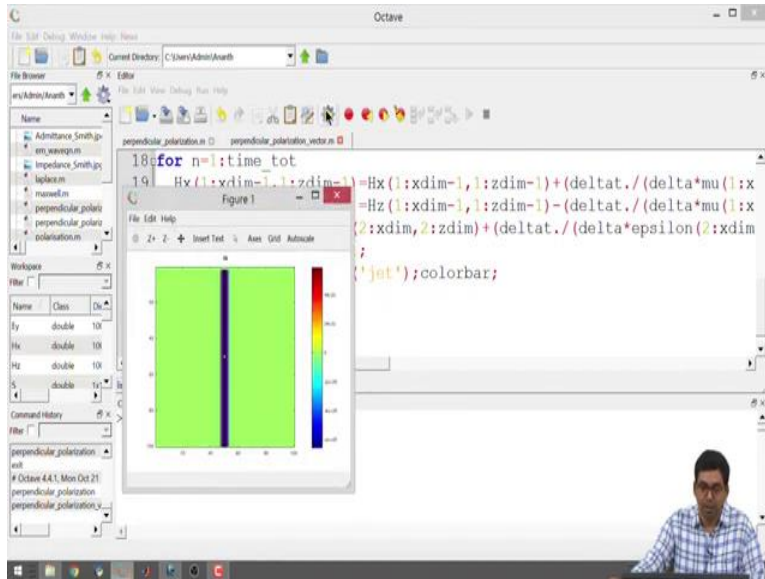 Octave
File Edit Debug Window Help News
Current Directory: C:\Users\Admin\Ananth
File Browser
Editor
ers/Admin/Ananth
File Edit View Debug Run Help
Name
Admittance_Smith.jp
em_waveqn.m
Impedance_Smith.jpg
laplace.m
maxwell.m
perpendicular_polariz
perpendicular_polariz
polarisation.m
perpendicular_polarization.m
perpendicular_polarization_vector.m
18 for n=1:time_tot
19 Hx(1:xdim-1,1:zdim-1)=Hx(1:xdim-1,1:zdim-1)+(deltat./(delta*mu(1:x
=Hz(1:xdim-1,1:zdim-1)-(deltat./(delta*mu(1:x
(2:xdim,2:zdim)+(deltat./(delta*epsilon(2:xdim
;
('jet');colorbar;
Figure 1
File Edit Help
Z+ Z- Insert Text Axes Grid Autoscale
Workspace
Filter
Name Class
Ey double
Hx double
Hz double
S double
Command History
Filter
perpendicular_polarization
exit
# Octave 4.4.1, Mon Oct 21
perpendicular_polarization
perpendicular_polarization_v